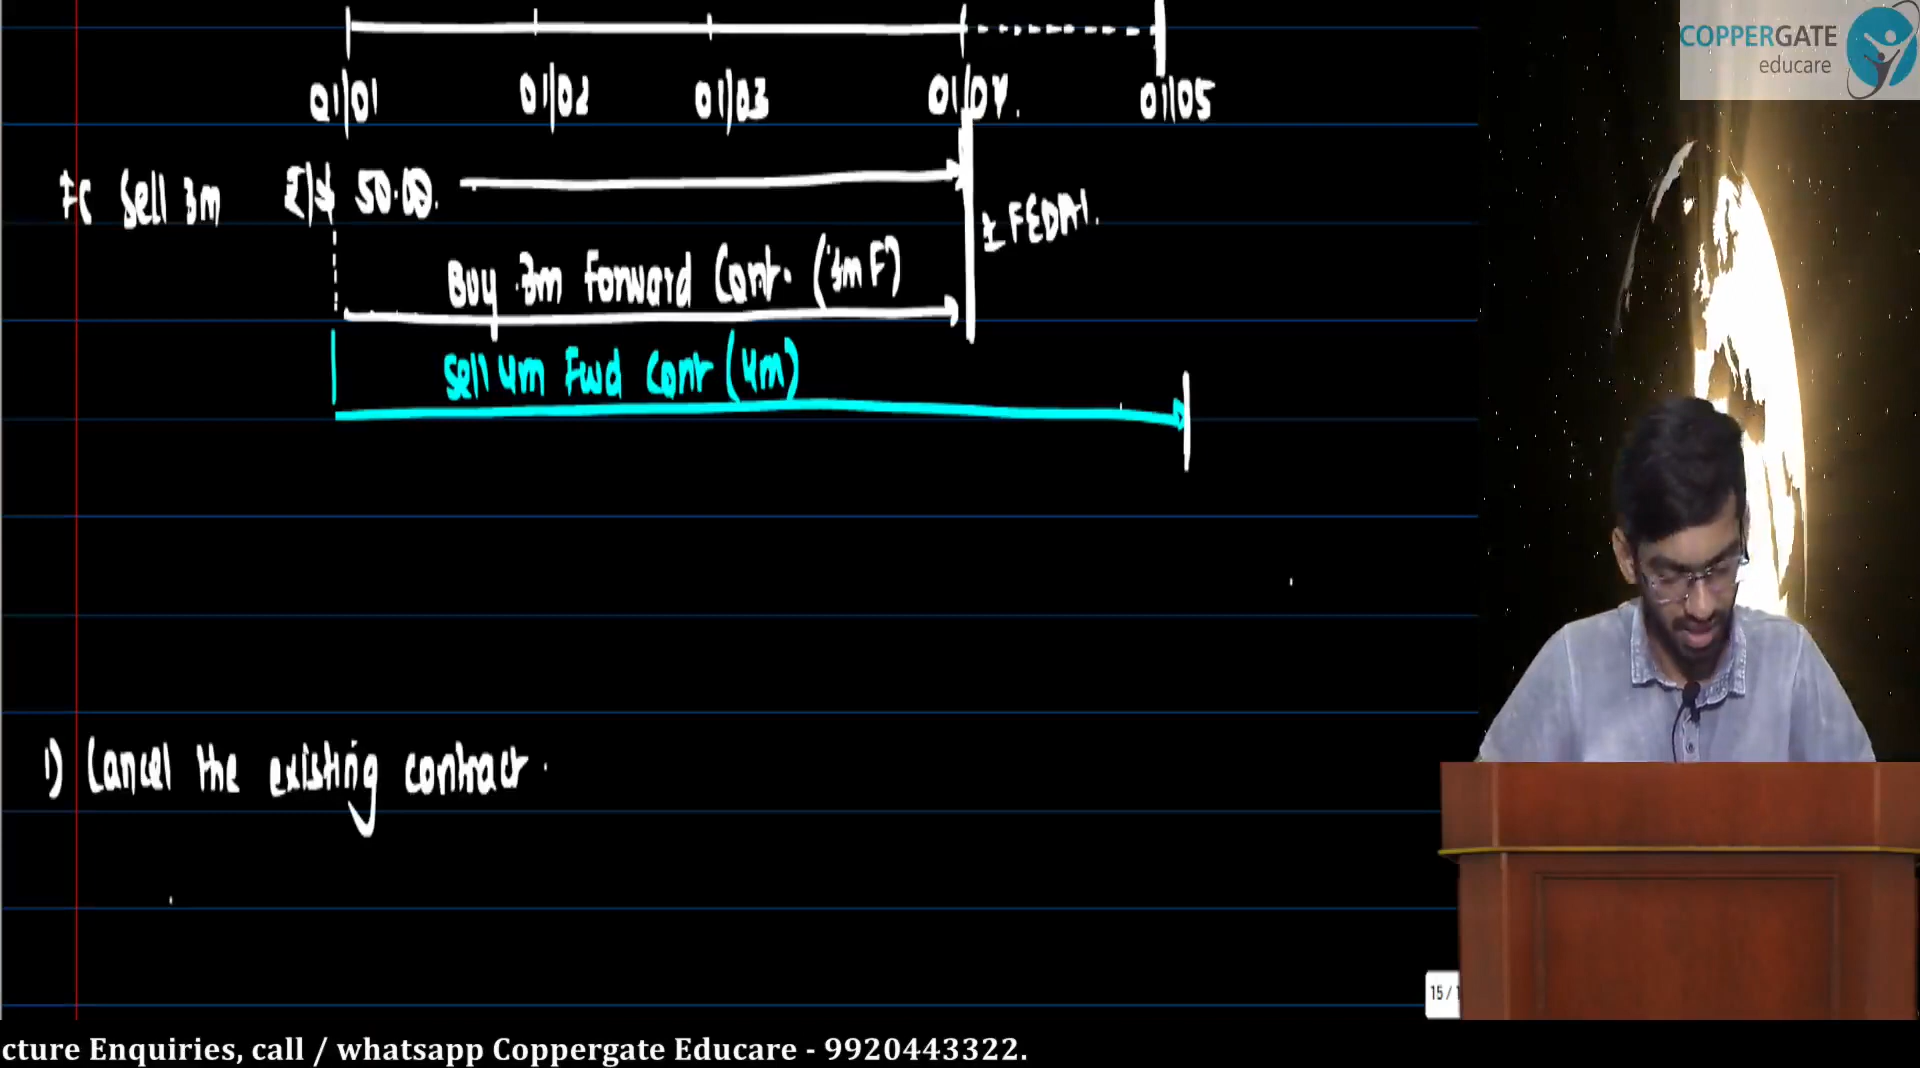 COPPERGATE
educare
01/01 01/02 01/03 01/04. 01/05
FC Sell 3m ₹/$ 50.00.
± FEDAI.
Buy 3m Forward Cont. (3m F)
Sell 4m Fwd Contr (4m)
1) Cancel the existing contract.
15 / 1
cture Enquiries, call / whatsapp Coppergate Educare - 9920443322.